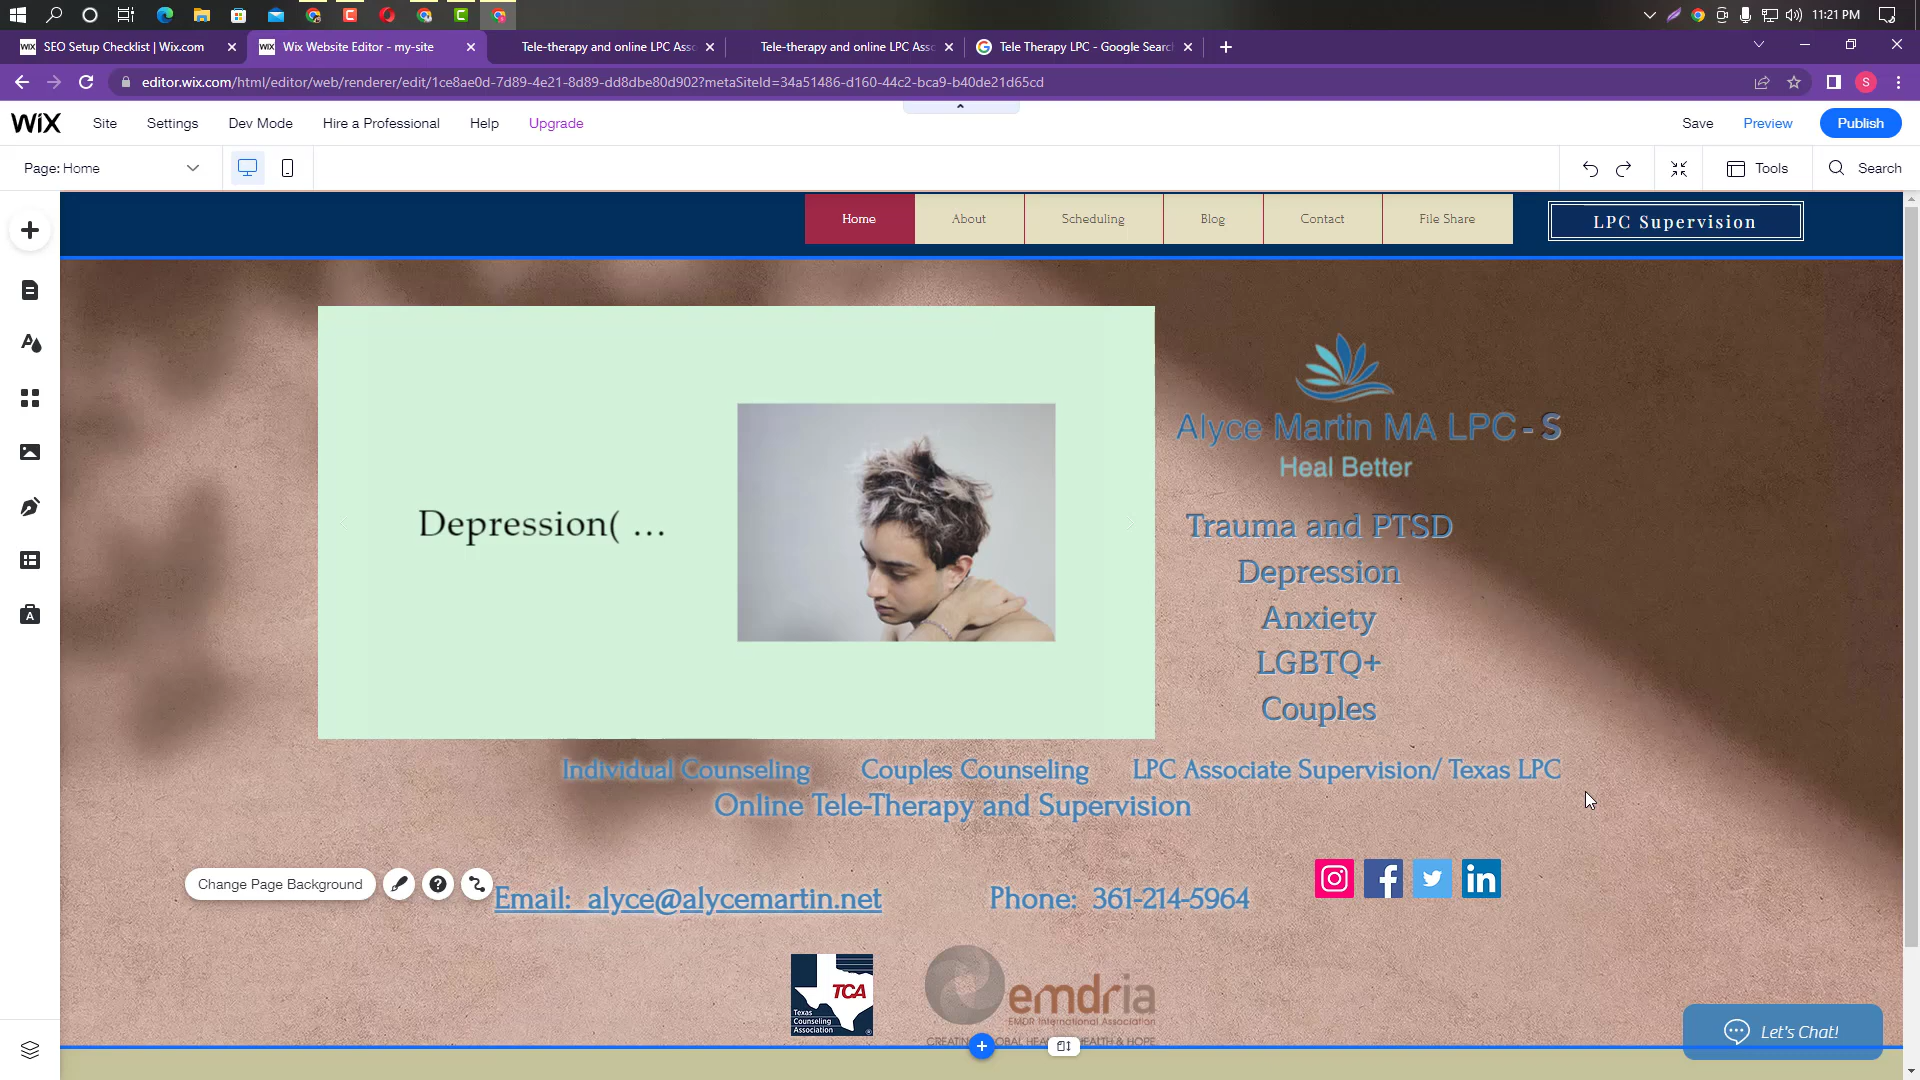 11:21 PM
SEO Setup Checklist | Wix.com
Wix Website Editor - my-site
Tele-therapy and online LPC Assc
Tele-therapy and online LPC Assc
Tele Therapy LPC - Google Searc
editor.wix.com/html/editor/web/renderer/edit/1ce8ae0d-7d89-4e21-8d89-dd8dbe80d902?metaSiteId=34a51486-d160-44c2-bca9-b40de21d65cd
S
WiX
Site
Settings
Dev Mode
Hire a Professional
Help
Upgrade
Save
Preview
Publish
Page: Home
Tools
Search
Home
About
Scheduling
Blog
Contact
File Share
LPC Supervision
Depression( ...
Alyce Martin MA LPC - S
Heal Better
Trauma and PTSD
Depression
Anxiety
LGBTQ+
Couples
Individual Counseling
Couples Counseling
LPC Associate Supervision/ Texas LPC
Online Tele-Therapy and Supervision
Change Page Background
Email: alyce@alycemartin.net
Phone: 361-214-5964
TCA
Texas
Counseling
Association
emdria
EMDR International Association
Let's Chat!